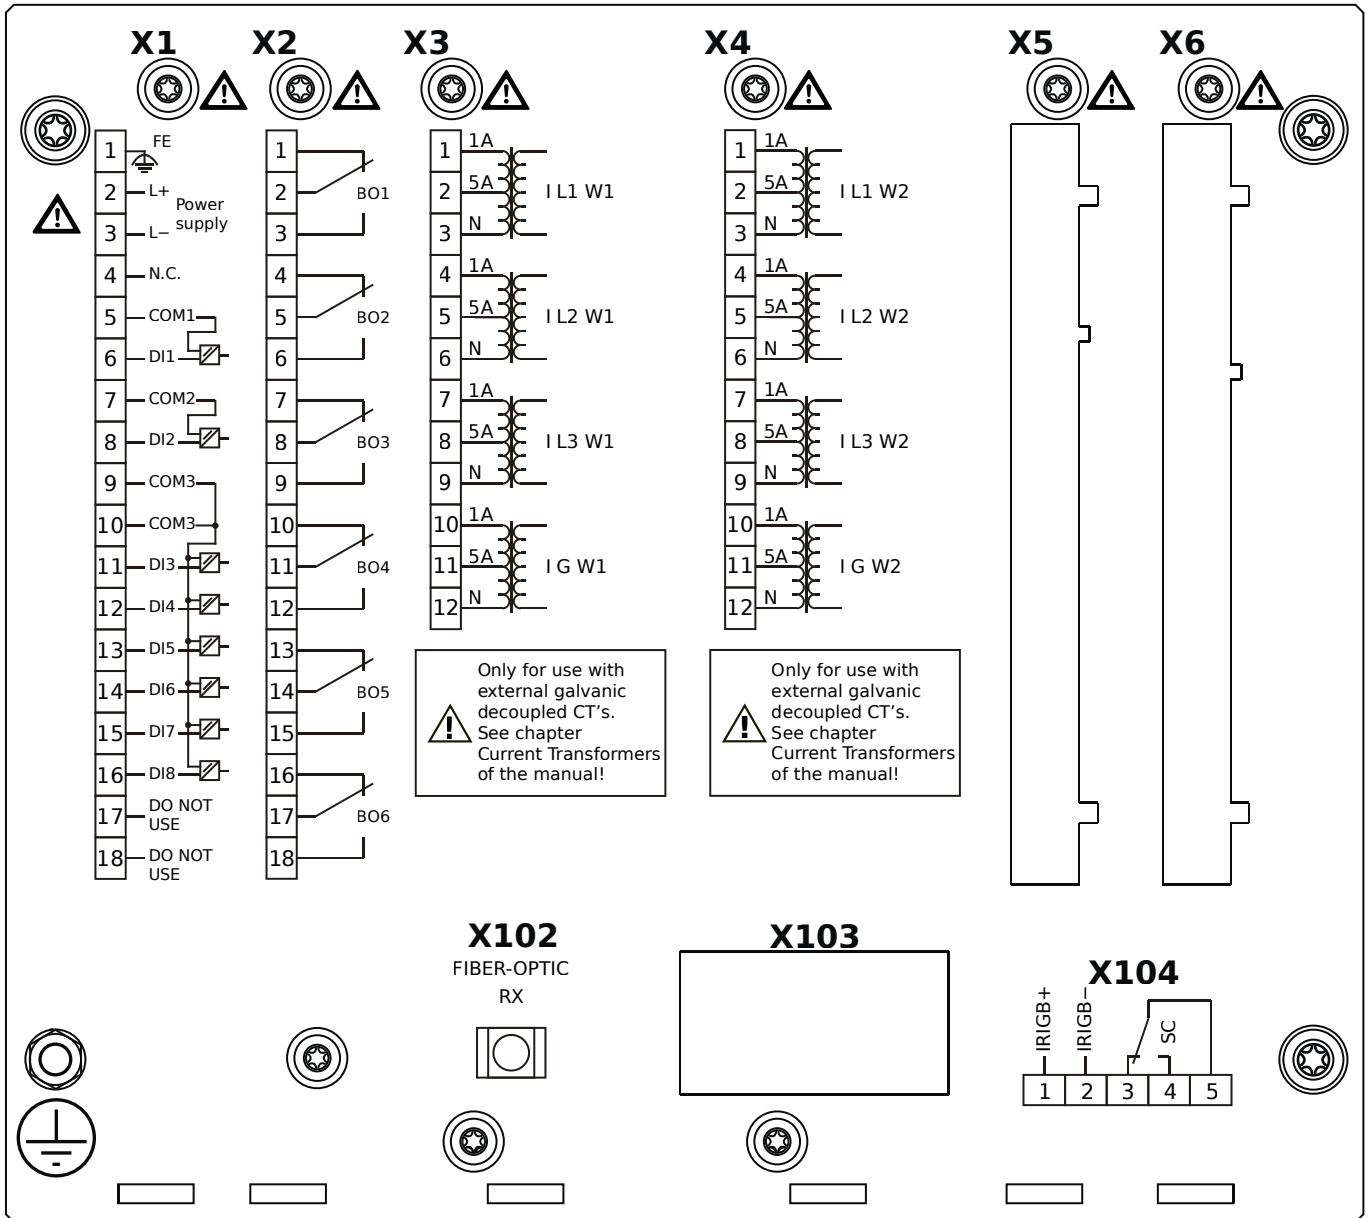 X1
X2
X3
X4
X5
X6
1
FE
2
L+
Power
supply
3
L−
4
N.C.
5
COM1
6
DI1
7
COM2
8
DI2
9
COM3
10
COM3
11
DI3
12
DI4
13
DI5
14
DI6
15
DI7
16
DI8
17
DO NOT
USE
18
DO NOT
USE
1
2
BO1
3
4
5
BO2
6
7
8
BO3
9
10
11
BO4
12
13
14
BO5
15
16
17
BO6
18
1
1A
2
5A
I L1 W1
3
N
4
1A
5
5A
I L2 W1
6
N
7
1A
8
5A
I L3 W1
9
N
10
1A
11
5A
I G W1
12
N
Only for use with
external galvanic
decoupled CT's.
See chapter
Current Transformers
of the manual!
1
1A
2
5A
I L1 W2
3
N
4
1A
5
5A
I L2 W2
6
N
7
1A
8
5A
I L3 W2
9
N
10
1A
11
5A
I G W2
12
N
Only for use with
external galvanic
decoupled CT's.
See chapter
Current Transformers
of the manual!
X102
FIBER-OPTIC
RX
X103
X104
IRIGB+
IRIGB−
SC
1 2 3 4 5